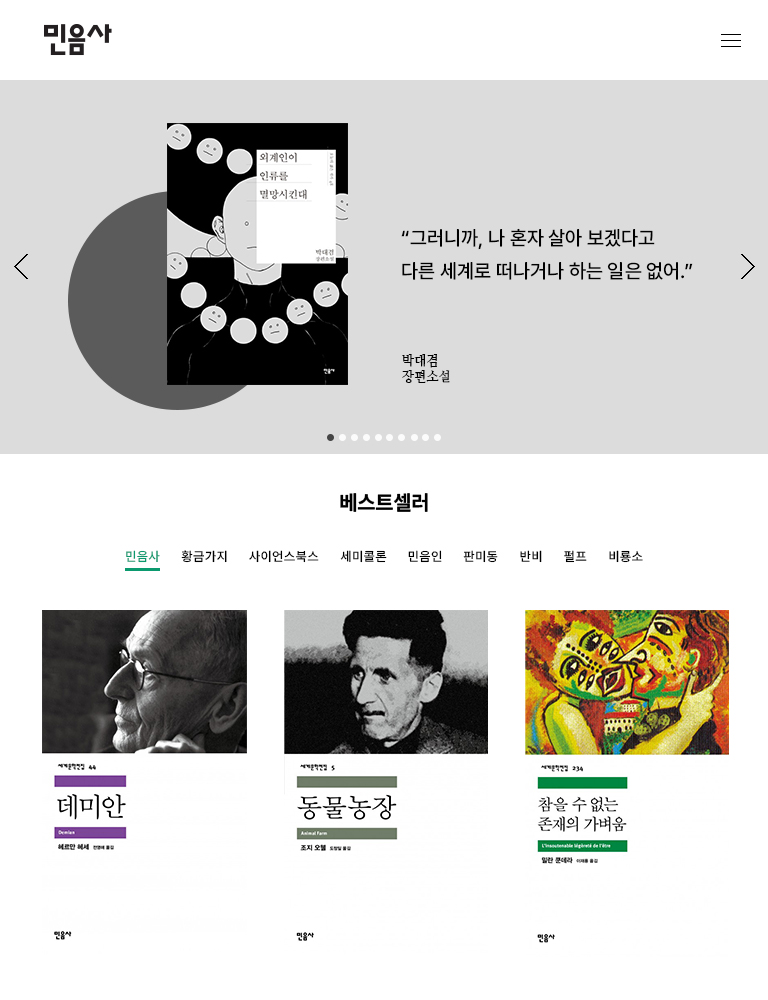 민음사
외계인이
인류를
멸망시킨대
박대겸
장편소설
민음사
“그러니까, 나 혼자 살아 보겠다고
다른 세계로 떠나거나 하는 일은 없어.”
박대겸
장편소설
베스트셀러
민음사 황금가지 사이언스북스 세미콜론 민음인 판미동 반비 펄프 비룡소
세계문학전집 44
데미안
Demian
헤르만 헤세 전영애 옮김
민음사
세계문학전집 5
동물농장
Animal Farm
조지 오웰 도정일 옮김
민음사
세계문학전집 234
참을 수 없는
존재의 가벼움
L'Insoutenable légèreté de l'être
밀란 쿤데라 이재룡 옮김
민음사